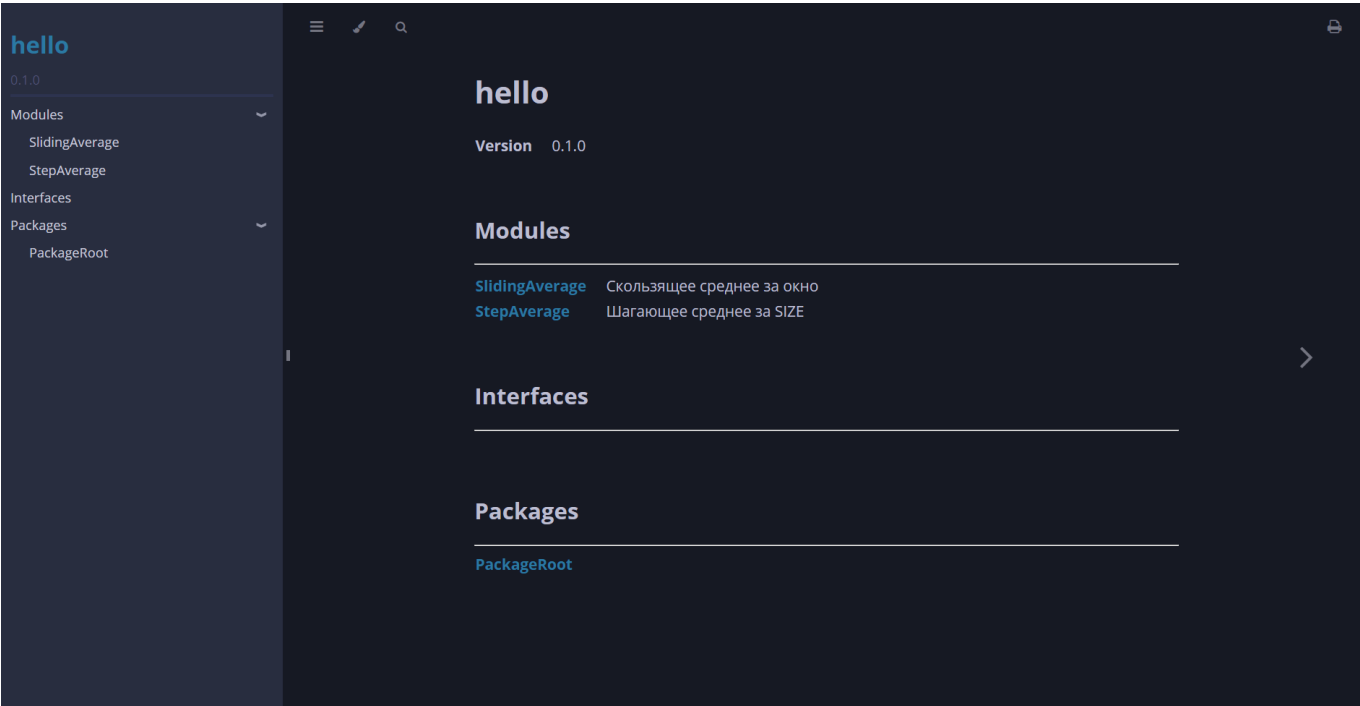 hello
0.1.0
Modules
SlidingAverage
StepAverage
Interfaces
Packages
PackageRoot
hello
Version 0.1.0
Modules
SlidingAverage Скользящее среднее за окно
StepAverage Шагающее среднее за SIZE
Interfaces
Packages
PackageRoot